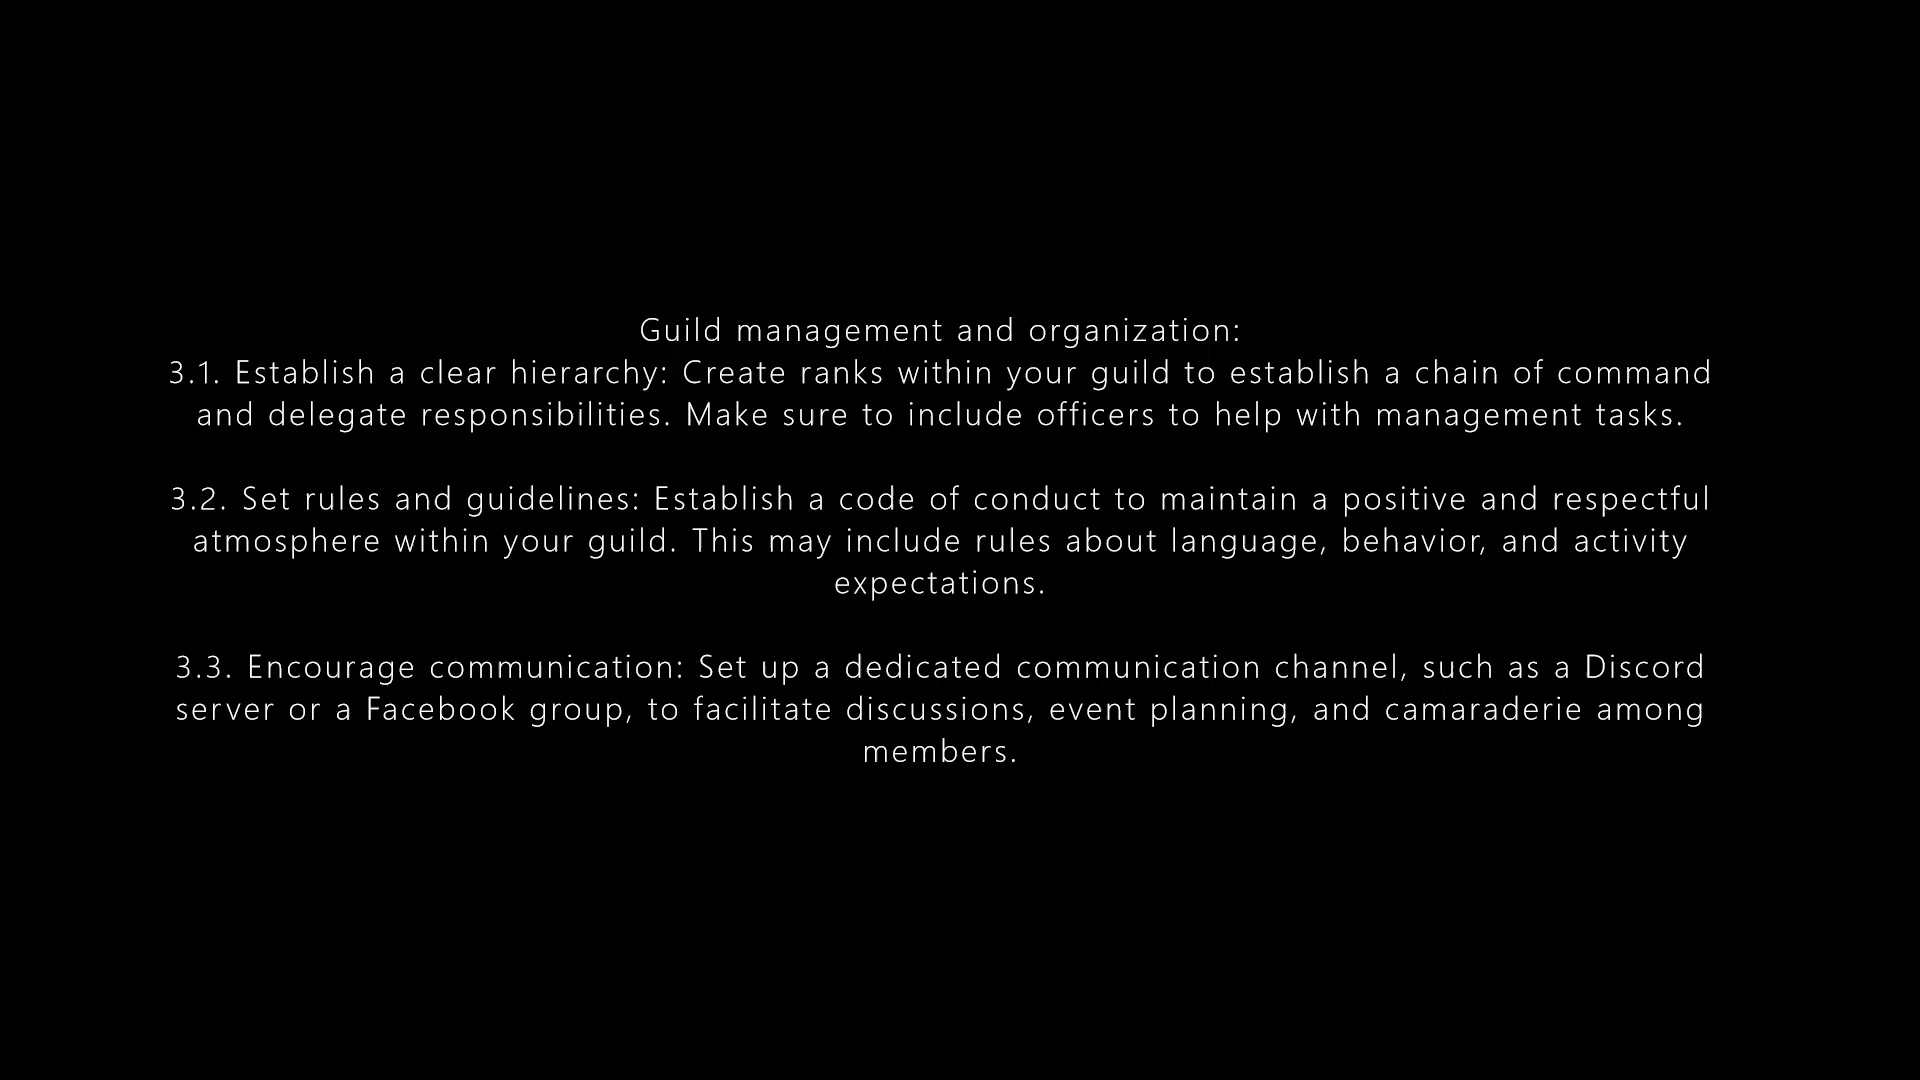 Guild management and organization:
3.1. Establish a clear hierarchy: Create ranks within your guild to establish a chain of command
and delegate responsibilities. Make sure to include officers to help with management tasks.
3.2. Set rules and guidelines: Establish a code of conduct to maintain a positive and respectful
atmosphere within your guild. This may include rules about language, behavior, and activity
expectations.
3.3. Encourage communication: Set up a dedicated communication channel, such as a Discord
server or a Facebook group, to facilitate discussions, event planning, and camaraderie among
members.